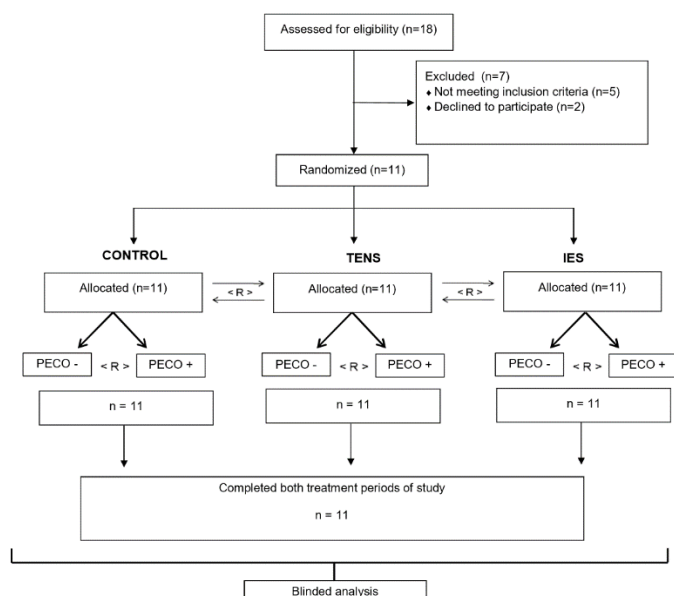 Assessed for eligibility (n=18)
Excluded (n=7)
♦ Not meeting inclusion criteria (n=5)
♦ Declined to participate (n=2)
Randomized (n=11)
CONTROL
TENS
IES
Allocated (n=11)
< R >
Allocated (n=11)
< R >
Allocated (n=11)
PECO -
< R >
PECO +
PECO -
< R >
PECO +
PECO -
< R >
PECO +
n = 11
n = 11
n = 11
Completed both treatment periods of study
n = 11
Blinded analysis